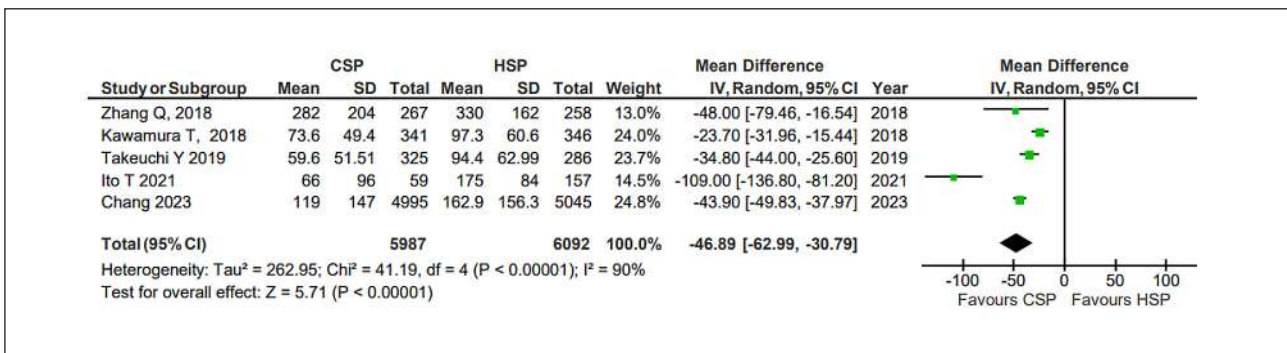 CSP HSP Mean Difference Mean Difference
Study or Subgroup Mean SD Total Mean SD Total Weight IV, Random, 95% CI Year IV, Random, 95% CI
Zhang Q, 2018 282 204 267 330 162 258 13.0% -48.00 [-79.46, -16.54] 2018
Kawamura T, 2018 73.6 49.4 341 97.3 60.6 346 24.0% -23.70 [-31.96, -15.44] 2018
Takeuchi Y 2019 59.6 51.51 325 94.4 62.99 286 23.7% -34.80 [-44.00, -25.60] 2019
Ito T 2021 66 96 59 175 84 157 14.5% -109.00 [-136.80, -81.20] 2021
Chang 2023 119 147 4995 162.9 156.3 5045 24.8% -43.90 [-49.83, -37.97] 2023
Total (95% CI) 5987 6092 100.0% -46.89 [-62.99, -30.79]
Heterogeneity: Tau² = 262.95; Chi² = 41.19, df = 4 (P < 0.00001); I² = 90%
Test for overall effect: Z = 5.71 (P < 0.00001)
-100 -50 0 50 100
Favours CSP Favours HSP